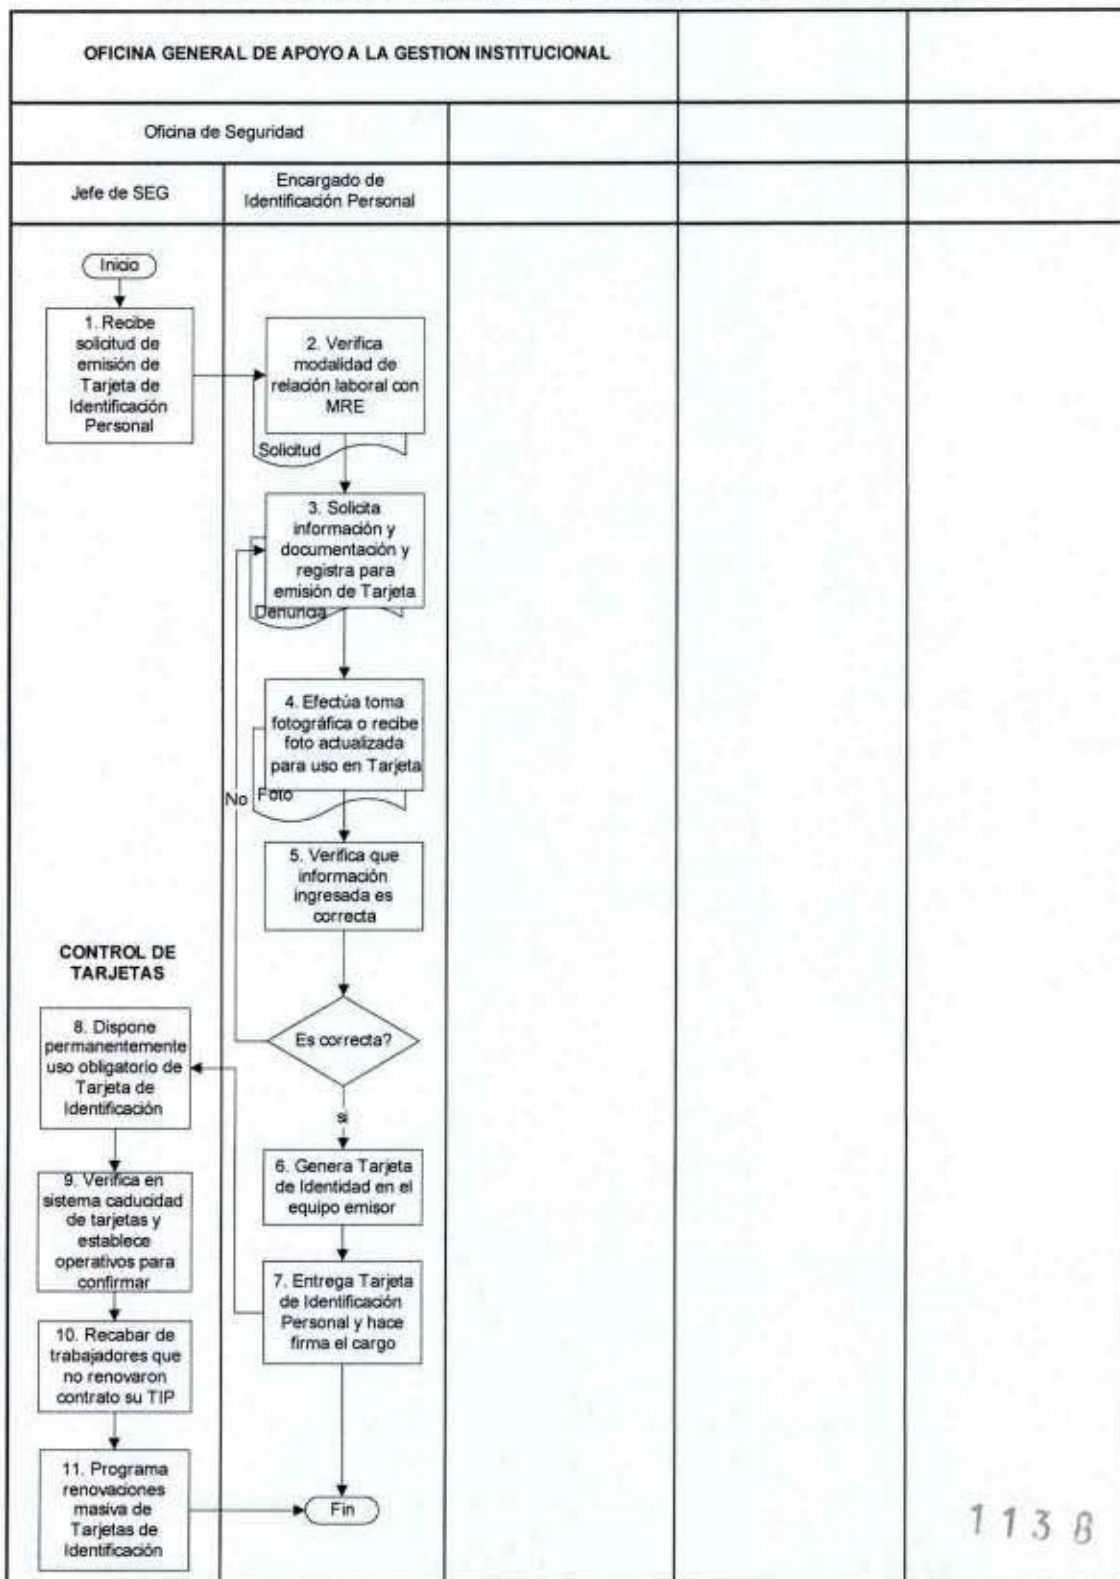 OFICINA GENERAL DE APOYO A LA GESTION INSTITUCIONAL
Oficina de Seguridad
Jefe de SEG
Encargado de
Identificación Personal
Inicio
1. Recibe
solicitud de
emisión de
Tarjeta de
Identificación
Personal
2. Verifica
modalidad de
relación laboral con
MRE
Solicitud
3. Solicita
información y
documentación y
registra para
emisión de Tarjeta
Denuncia
4. Efectúa toma
fotográfica o recibe
foto actualizada
para uso en Tarjeta
No
Foto
5. Verifica que
información
ingresada es
correcta
Es correcta?
6. Genera Tarjeta
de Identidad en el
equipo emisor
7. Entrega Tarjeta
de Identificación
Personal y hace
firma el cargo
CONTROL DE
TARJETAS
8. Dispone
permanentemente
uso obligatorio de
Tarjeta de
Identificación
9. Verifica en
sistema caducidad
de tarjetas y
establece
operativos para
confirmar
10. Recabar de
trabajadores que
no renovaron
contrato su TIP
11. Programa
renovaciones
masiva de
Tarjetas de
Identificación
Fin